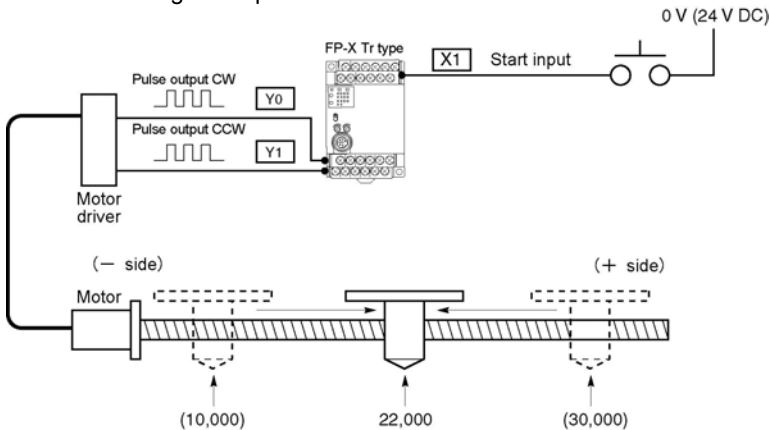 0 V (24 V DC)
FP-X Tr type
X1 Start input
Pulse output CW
Y0
Pulse output CCW
Y1
Motor
driver
(− side)
(+ side)
Motor
(10,000)
22,000
(30,000)